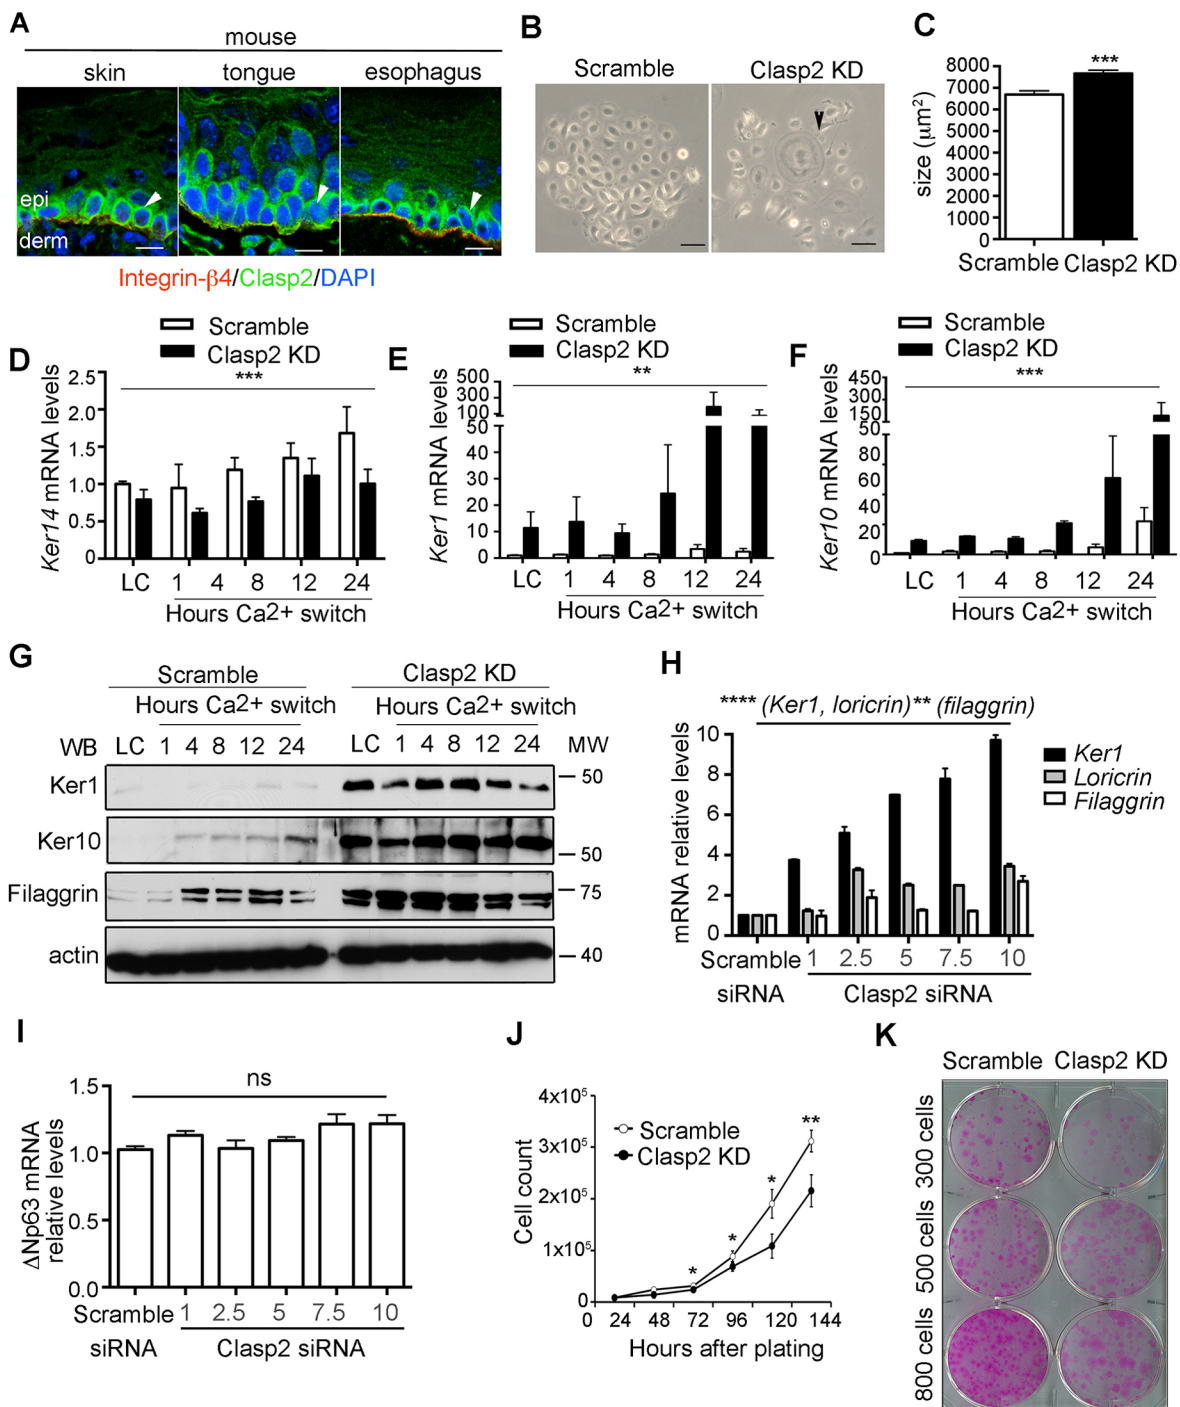 A
mouse
skin
tongue
esophagus
epi
derm
Integrin-β4/Clasp2/DAPI
B
Scramble
Clasp2 KD
C
***
size (μm²)
8000
7000
6000
5000
4000
3000
2000
1000
0
Scramble Clasp2 KD
D
Scramble
Clasp2 KD
***
Ker14 mRNA levels
2.5
2.0
1.5
1.0
0.5
0
LC 1 4 8 12 24
Hours Ca2+ switch
E
Scramble
Clasp2 KD
**
Ker1 mRNA levels
500
300
100
50
40
30
20
10
0
LC 1 4 8 12 24
Hours Ca2+ switch
F
Scramble
Clasp2 KD
***
Ker10 mRNA levels
450
300
150
50
40
20
0
LC 1 4 8 12 24
Hours Ca2+ switch
G
Scramble
Clasp2 KD
Hours Ca2+ switch
Hours Ca2+ switch
WB LC 1 4 8 12 24 LC 1 4 8 12 24 MW
Ker1
50
Ker10
50
Filaggrin
75
actin
40
H
**** (Ker1, loricrin)** (filaggrin)
mRNA relative levels
10
8
6
4
2
0
Ker1
Loricrin
Filaggrin
Scramble 1 2.5 5 7.5 10
siRNA Clasp2 siRNA
I
ns
ΔNp63 mRNA
relative levels
1.5
1.0
0.5
0.0
Scramble 1 2.5 5 7.5 10
siRNA Clasp2 siRNA
J
Cell count
4x10⁵
3x10⁵
2x10⁵
1x10⁵
0
Scramble
Clasp2 KD
*
*
*
**
0 24 48 72 96 120 144
Hours after plating
K
Scramble Clasp2 KD
300 cells
500 cells
800 cells